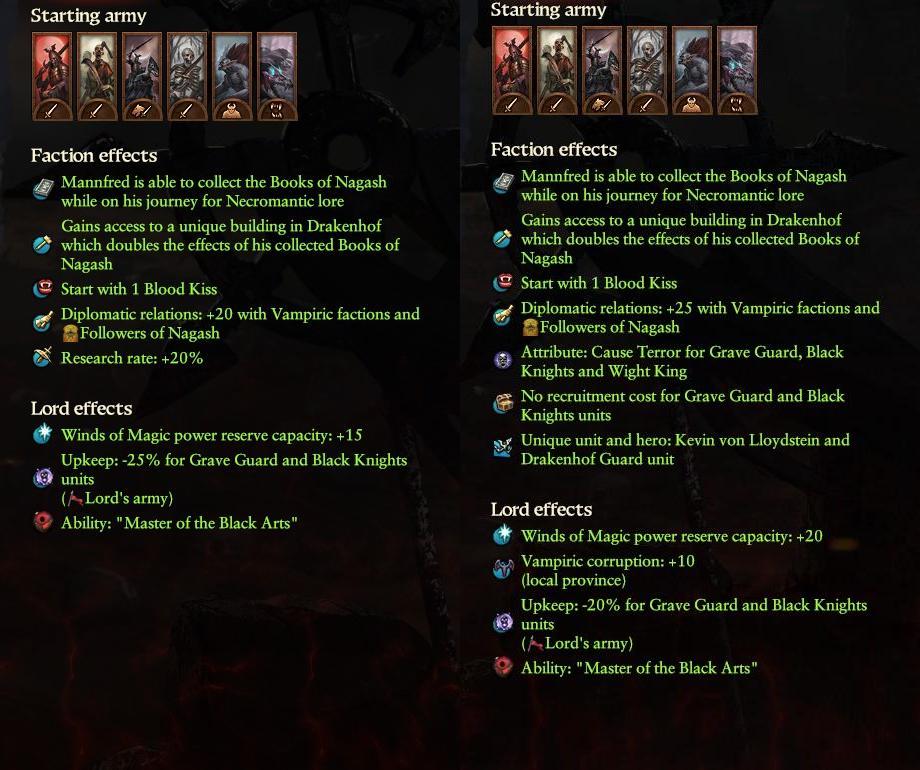 Starting army
Faction effects
Mannfred is able to collect the Books of Nagash
while on his journey for Necromantic lore
Gains access to a unique building in Drakenhof
which doubles the effects of his collected Books of
Nagash
Start with 1 Blood Kiss
Diplomatic relations: +20 with Vampiric factions and
Followers of Nagash
Research rate: +20%
Lord effects
Winds of Magic power reserve capacity: +15
Upkeep: -25% for Grave Guard and Black Knights
units
(Lord's army)
Ability: "Master of the Black Arts"
Starting army
Faction effects
Mannfred is able to collect the Books of Nagash
while on his journey for Necromantic lore
Gains access to a unique building in Drakenhof
which doubles the effects of his collected Books of
Nagash
Start with 1 Blood Kiss
Diplomatic relations: +25 with Vampiric factions and
Followers of Nagash
Attribute: Cause Terror for Grave Guard, Black
Knights and Wight King
No recruitment cost for Grave Guard and Black
Knights units
Unique unit and hero: Kevin von Lloydstein and
Drakenhof Guard unit
Lord effects
Winds of Magic power reserve capacity: +20
Vampiric corruption: +10
(local province)
Upkeep: -20% for Grave Guard and Black Knights
units
(Lord's army)
Ability: "Master of the Black Arts"